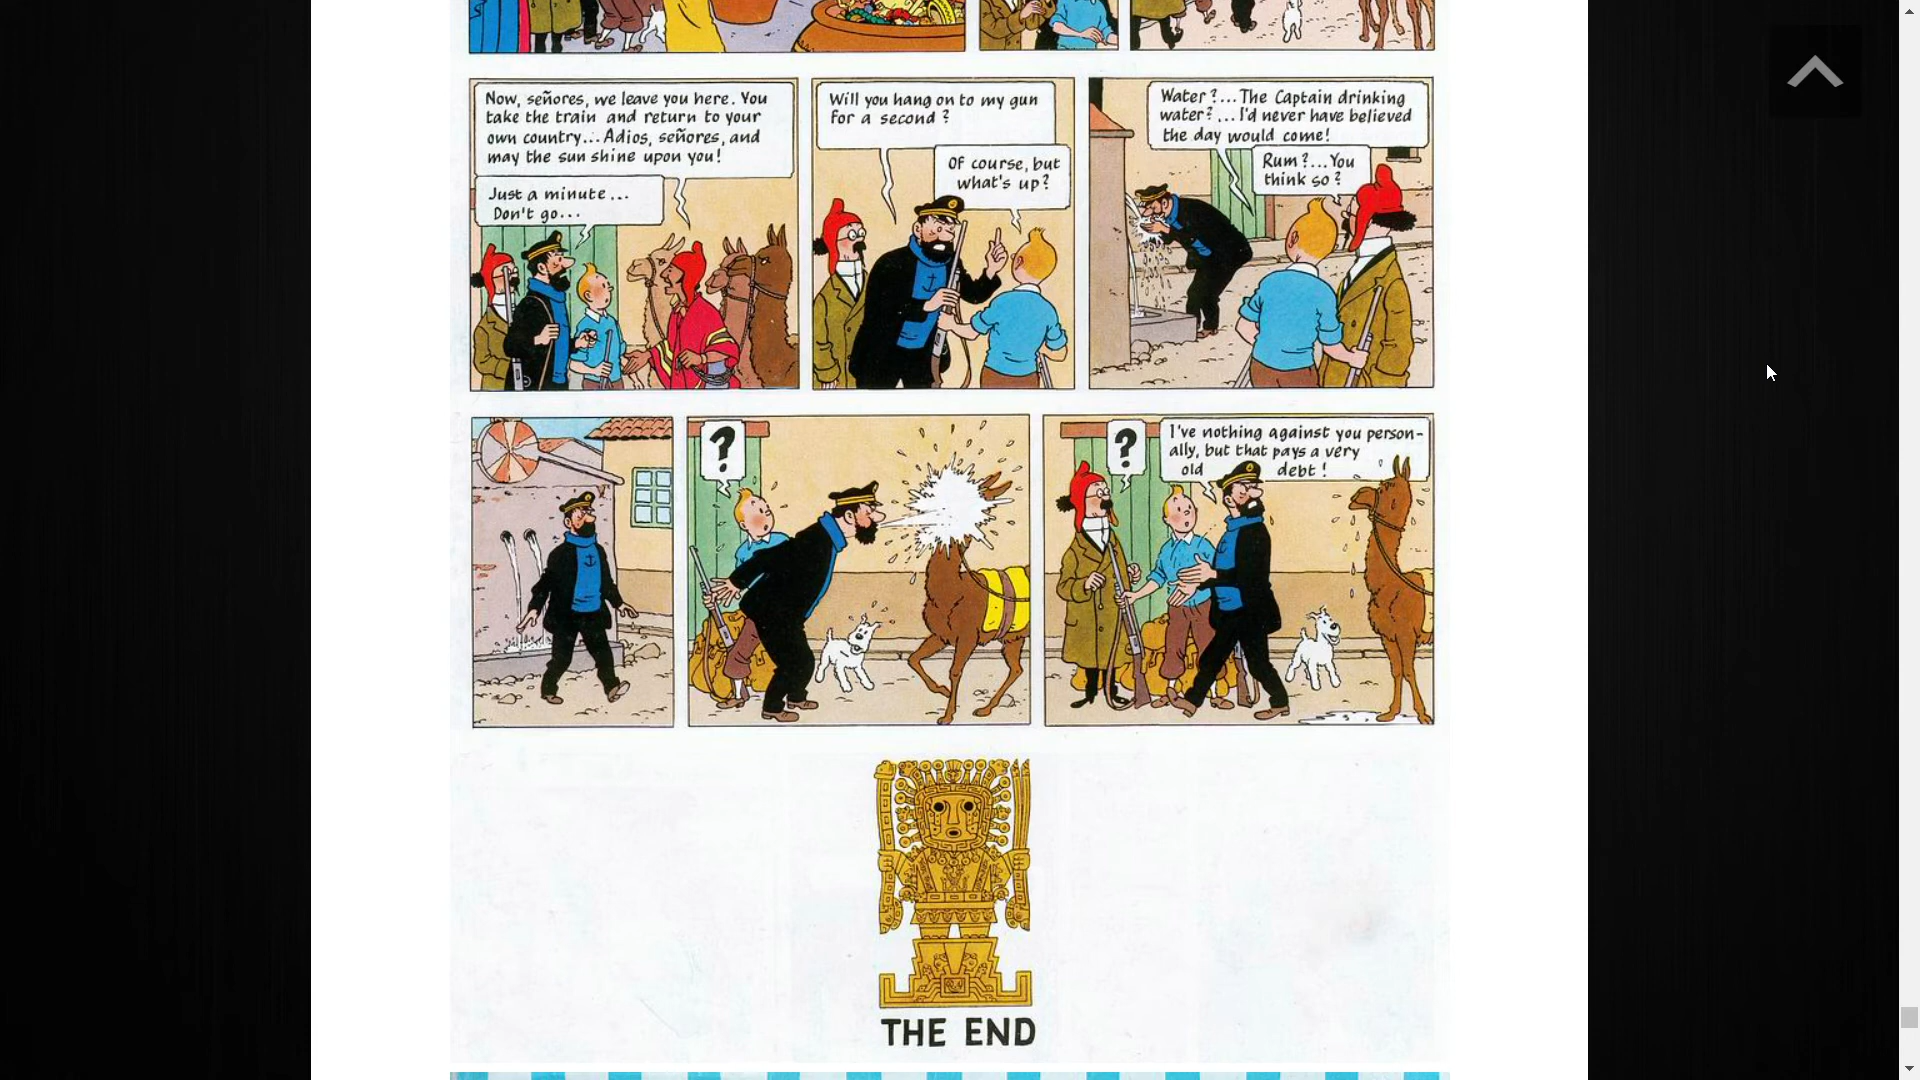 Now, señores, we leave you here. You
take the train and return to your
own country... Adios, señores, and
may the sun shine upon you!
Just a minute...
Don't go...
Will you hang on to my gun
for a second?
Of course, but
what's up?
Water?... The Captain drinking
water?... I'd never have believed
the day would come!
Rum?... You
think so?
?
?
I've nothing against you person-
ally, but that pays a very
old debt!
THE END